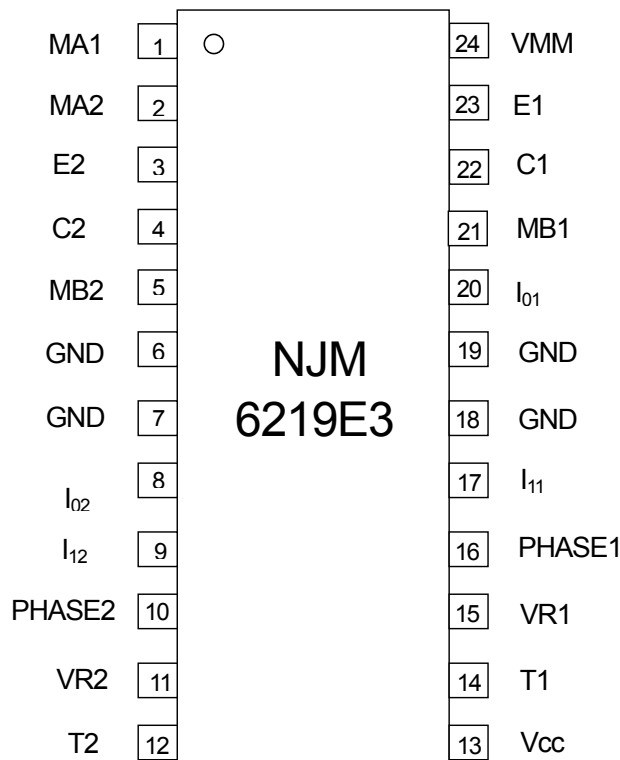 MA1 1 24 VMM
MA2 2 23 E1
E2 3 22 C1
C2 4 21 MB1
MB2 5 20 I₀₁
GND 6 NJM 19 GND
GND 7 6219E3 18 GND
I₀₂ 8 17 I₁₁
I₁₂ 9 16 PHASE1
PHASE2 10 15 VR1
VR2 11 14 T1
T2 12 13 Vcc